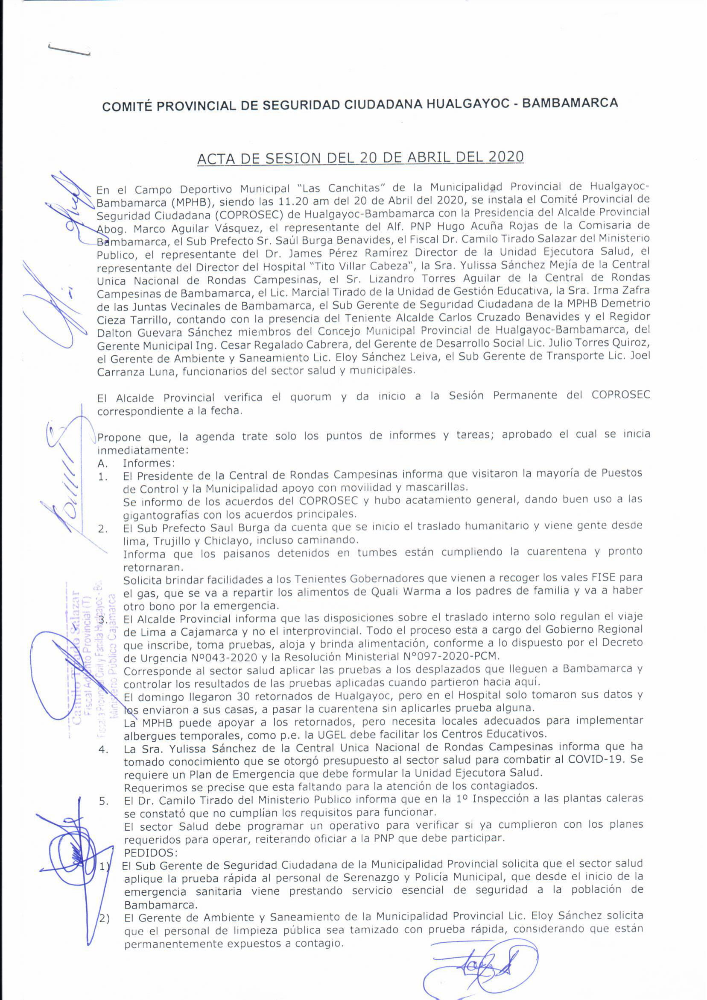 COMITÉ PROVINCIAL DE SEGURIDAD CIUDADANA HUALGAYOC - BAMBAMARCA
ACTA DE SESION DEL 20 DE ABRIL DEL 2020
En el Campo Deportivo Municipal "Las Canchitas" de la Municipalidad Provincial de Hualgayoc-
Bambamarca (MPHB), siendo las 11.20 am del 20 de Abril del 2020, se instala el Comité Provincial de
Seguridad Ciudadana (COPROSEC) de Hualgayoc-Bambamarca con la Presidencia del Alcalde Provincial
Abog. Marco Aguilar Vásquez, el representante del Alf. PNP Hugo Acuña Rojas de la Comisaria de
Bambamarca, el Sub Prefecto Sr. Saúl Burga Benavides, el Fiscal Dr. Camilo Tirado Salazar del Ministerio
Publico, el representante del Dr. James Pérez Ramírez Director de la Unidad Ejecutora Salud, el
representante del Director del Hospital "Tito Villar Cabeza", la Sra. Yulissa Sánchez Mejía de la Central
Unica Nacional de Rondas Campesinas, el Sr. Lizandro Torres Aguilar de la Central de Rondas
Campesinas de Bambamarca, el Lic. Marcial Tirado de la Unidad de Gestión Educativa, la Sra. Irma Zafra
de las Juntas Vecinales de Bambamarca, el Sub Gerente de Seguridad Ciudadana de la MPHB Demetrio
Cieza Tarrillo, contando con la presencia del Teniente Alcalde Carlos Cruzado Benavides y el Regidor
Dalton Guevara Sánchez miembros del Concejo Municipal Provincial de Hualgayoc-Bambamarca, del
Gerente Municipal Ing. Cesar Regalado Cabrera, del Gerente de Desarrollo Social Lic. Julio Torres Quiroz,
el Gerente de Ambiente y Saneamiento Lic. Eloy Sánchez Leiva, el Sub Gerente de Transporte Lic. Joel
Carranza Luna, funcionarios del sector salud y municipales.
El Alcalde Provincial verifica el quorum y da inicio a la Sesión Permanente del COPROSEC
correspondiente a la fecha.
Propone que, la agenda trate solo los puntos de informes y tareas; aprobado el cual se inicia
inmediatamente:
A. Informes:
1. El Presidente de la Central de Rondas Campesinas informa que visitaron la mayoría de Puestos
de Control y la Municipalidad apoyo con movilidad y mascarillas.
Se informo de los acuerdos del COPROSEC y hubo acatamiento general, dando buen uso a las
gigantografías con los acuerdos principales.
2. El Sub Prefecto Saul Burga da cuenta que se inicio el traslado humanitario y viene gente desde
lima, Trujillo y Chiclayo, incluso caminando.
Informa que los paisanos detenidos en tumbes están cumpliendo la cuarentena y pronto
retornaran.
Solicita brindar facilidades a los Tenientes Gobernadores que vienen a recoger los vales FISE para
el gas, que se va a repartir los alimentos de Quali Warma a los padres de familia y va a haber
otro bono por la emergencia.
3. El Alcalde Provincial informa que las disposiciones sobre el traslado interno solo regulan el viaje
de Lima a Cajamarca y no el interprovincial. Todo el proceso esta a cargo del Gobierno Regional
que inscribe, toma pruebas, aloja y brinda alimentación, conforme a lo dispuesto por el Decreto
de Urgencia Nº043-2020 y la Resolución Ministerial N°097-2020-PCM.
Corresponde al sector salud aplicar las pruebas a los desplazados que lleguen a Bambamarca y
controlar los resultados de las pruebas aplicadas cuando partieron hacia aquí.
El domingo llegaron 30 retornados de Hualgayoc, pero en el Hospital solo tomaron sus datos y
los enviaron a sus casas, a pasar la cuarentena sin aplicarles prueba alguna.
La MPHB puede apoyar a los retornados, pero necesita locales adecuados para implementar
albergues temporales, como p.e. la UGEL debe facilitar los Centros Educativos.
4. La Sra. Yulissa Sánchez de la Central Unica Nacional de Rondas Campesinas informa que ha
tomado conocimiento que se otorgó presupuesto al sector salud para combatir al COVID-19. Se
requiere un Plan de Emergencia que debe formular la Unidad Ejecutora Salud.
Requerimos se precise que esta faltando para la atención de los contagiados.
5. El Dr. Camilo Tirado del Ministerio Publico informa que en la 1º Inspección a las plantas caleras
se constató que no cumplían los requisitos para funcionar.
El sector Salud debe programar un operativo para verificar si ya cumplieron con los planes
requeridos para operar, reiterando oficiar a la PNP que debe participar.
PEDIDOS:
1) El Sub Gerente de Seguridad Ciudadana de la Municipalidad Provincial solicita que el sector salud
aplique la prueba rápida al personal de Serenazgo y Policía Municipal, que desde el inicio de la
emergencia sanitaria viene prestando servicio esencial de seguridad a la población de
Bambamarca.
2) El Gerente de Ambiente y Saneamiento de la Municipalidad Provincial Lic. Eloy Sánchez solicita
que el personal de limpieza pública sea tamizado con prueba rápida, considerando que están
permanentemente expuestos a contagio.
Camilo Tirado Salazar
Fiscal Adjunto Provincial (T)
Fiscalía Provincial Civil y Familia Hualgayoc - Bc.
Ministerio Público Cajamarca